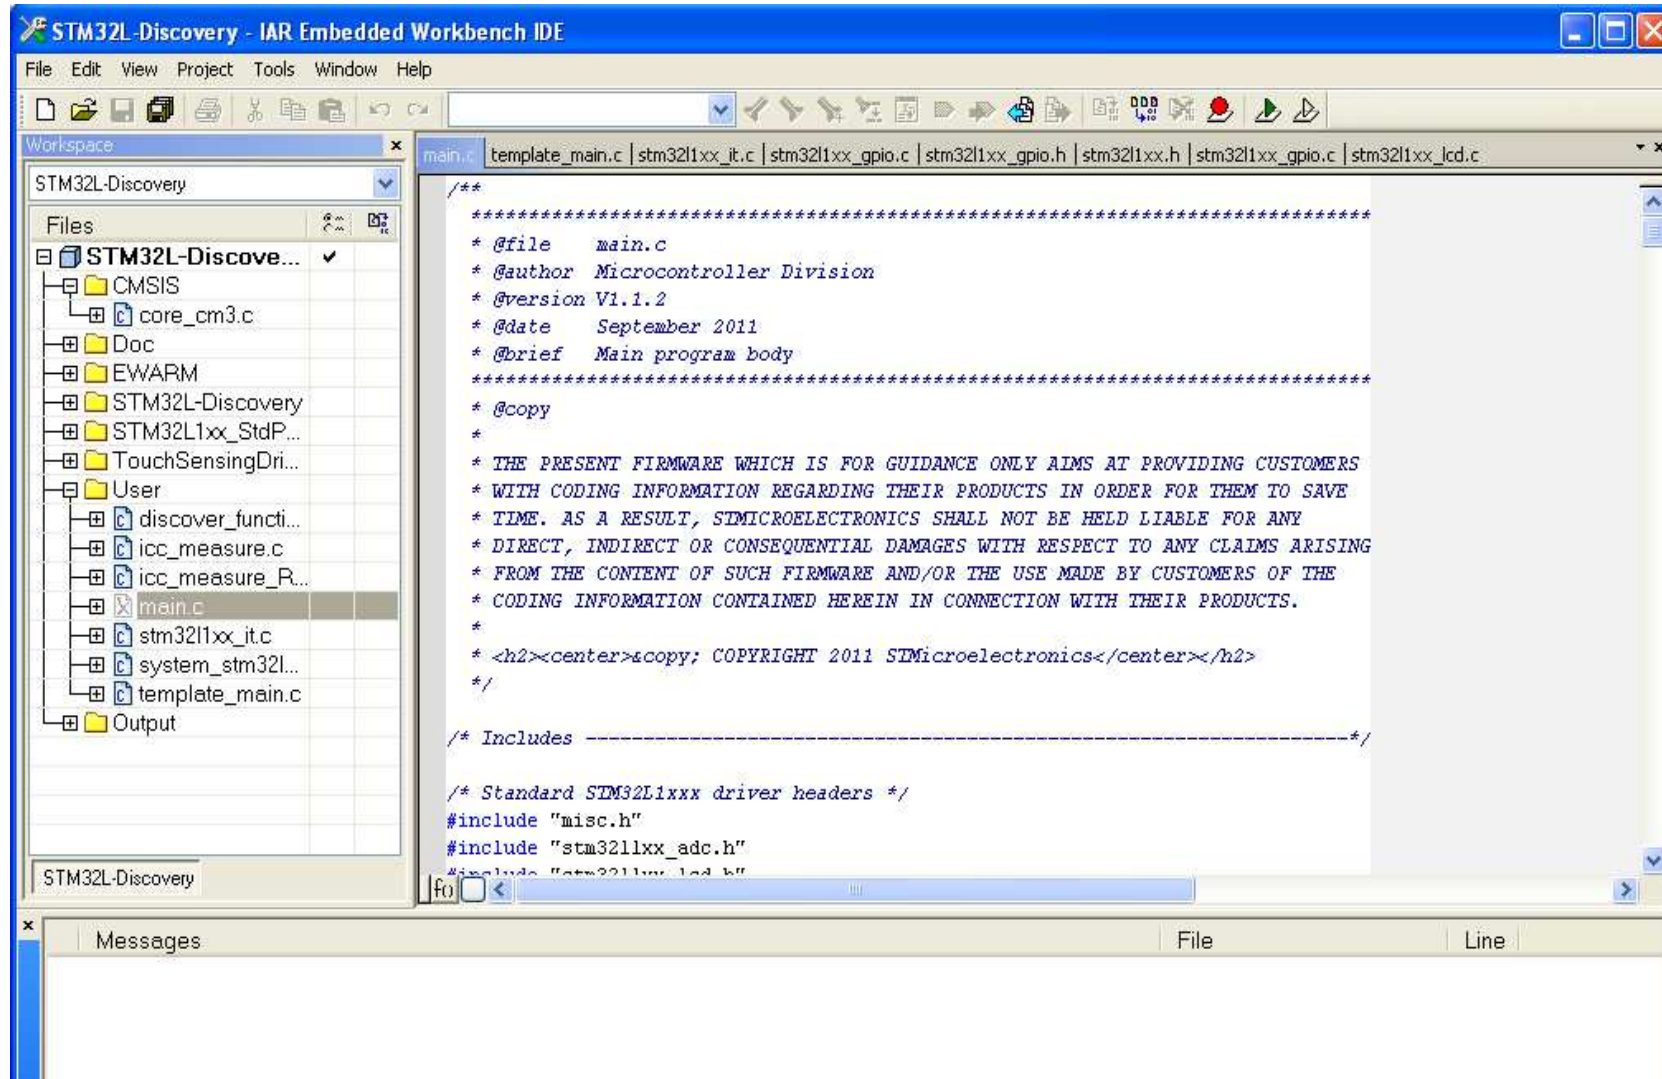 STM32L-Discovery - IAR Embedded Workbench IDE
File Edit View Project Tools Window Help
Workspace
main.c template_main.c stm32l1xx_it.c stm32l1xx_gpio.c stm32l1xx_gpio.h stm32l1xx.h stm32l1xx_gpio.c stm32l1xx_lcd.c
STM32L-Discovery
Files
STM32L-Discove...
CMSIS
core_cm3.c
Doc
EWARM
STM32L-Discovery
STM32L1xx_StdP...
TouchSensingDri...
User
discover_functi...
icc_measure.c
icc_measure_R...
main.c
stm32l1xx_it.c
system_stm32l...
template_main.c
Output
STM32L-Discovery
/**
******************************************************************************
* @file main.c
* @author Microcontroller Division
* @version V1.1.2
* @date September 2011
* @brief Main program body
******************************************************************************
* @copy
*
* THE PRESENT FIRMWARE WHICH IS FOR GUIDANCE ONLY AIMS AT PROVIDING CUSTOMERS
* WITH CODING INFORMATION REGARDING THEIR PRODUCTS IN ORDER FOR THEM TO SAVE
* TIME. AS A RESULT, STMICROELECTRONICS SHALL NOT BE HELD LIABLE FOR ANY
* DIRECT, INDIRECT OR CONSEQUENTIAL DAMAGES WITH RESPECT TO ANY CLAIMS ARISING
* FROM THE CONTENT OF SUCH FIRMWARE AND/OR THE USE MADE BY CUSTOMERS OF THE
* CODING INFORMATION CONTAINED HEREIN IN CONNECTION WITH THEIR PRODUCTS.
*
* <h2><center>&copy; COPYRIGHT 2011 STMicroelectronics</center></h2>
*/
/* Includes ------------------------------------------------------------------*/
/* Standard STM32L1xxx driver headers */
#include "misc.h"
#include "stm32l1xx_adc.h"
#include "stm32l1xx_lcd.h"
f()
Messages File Line